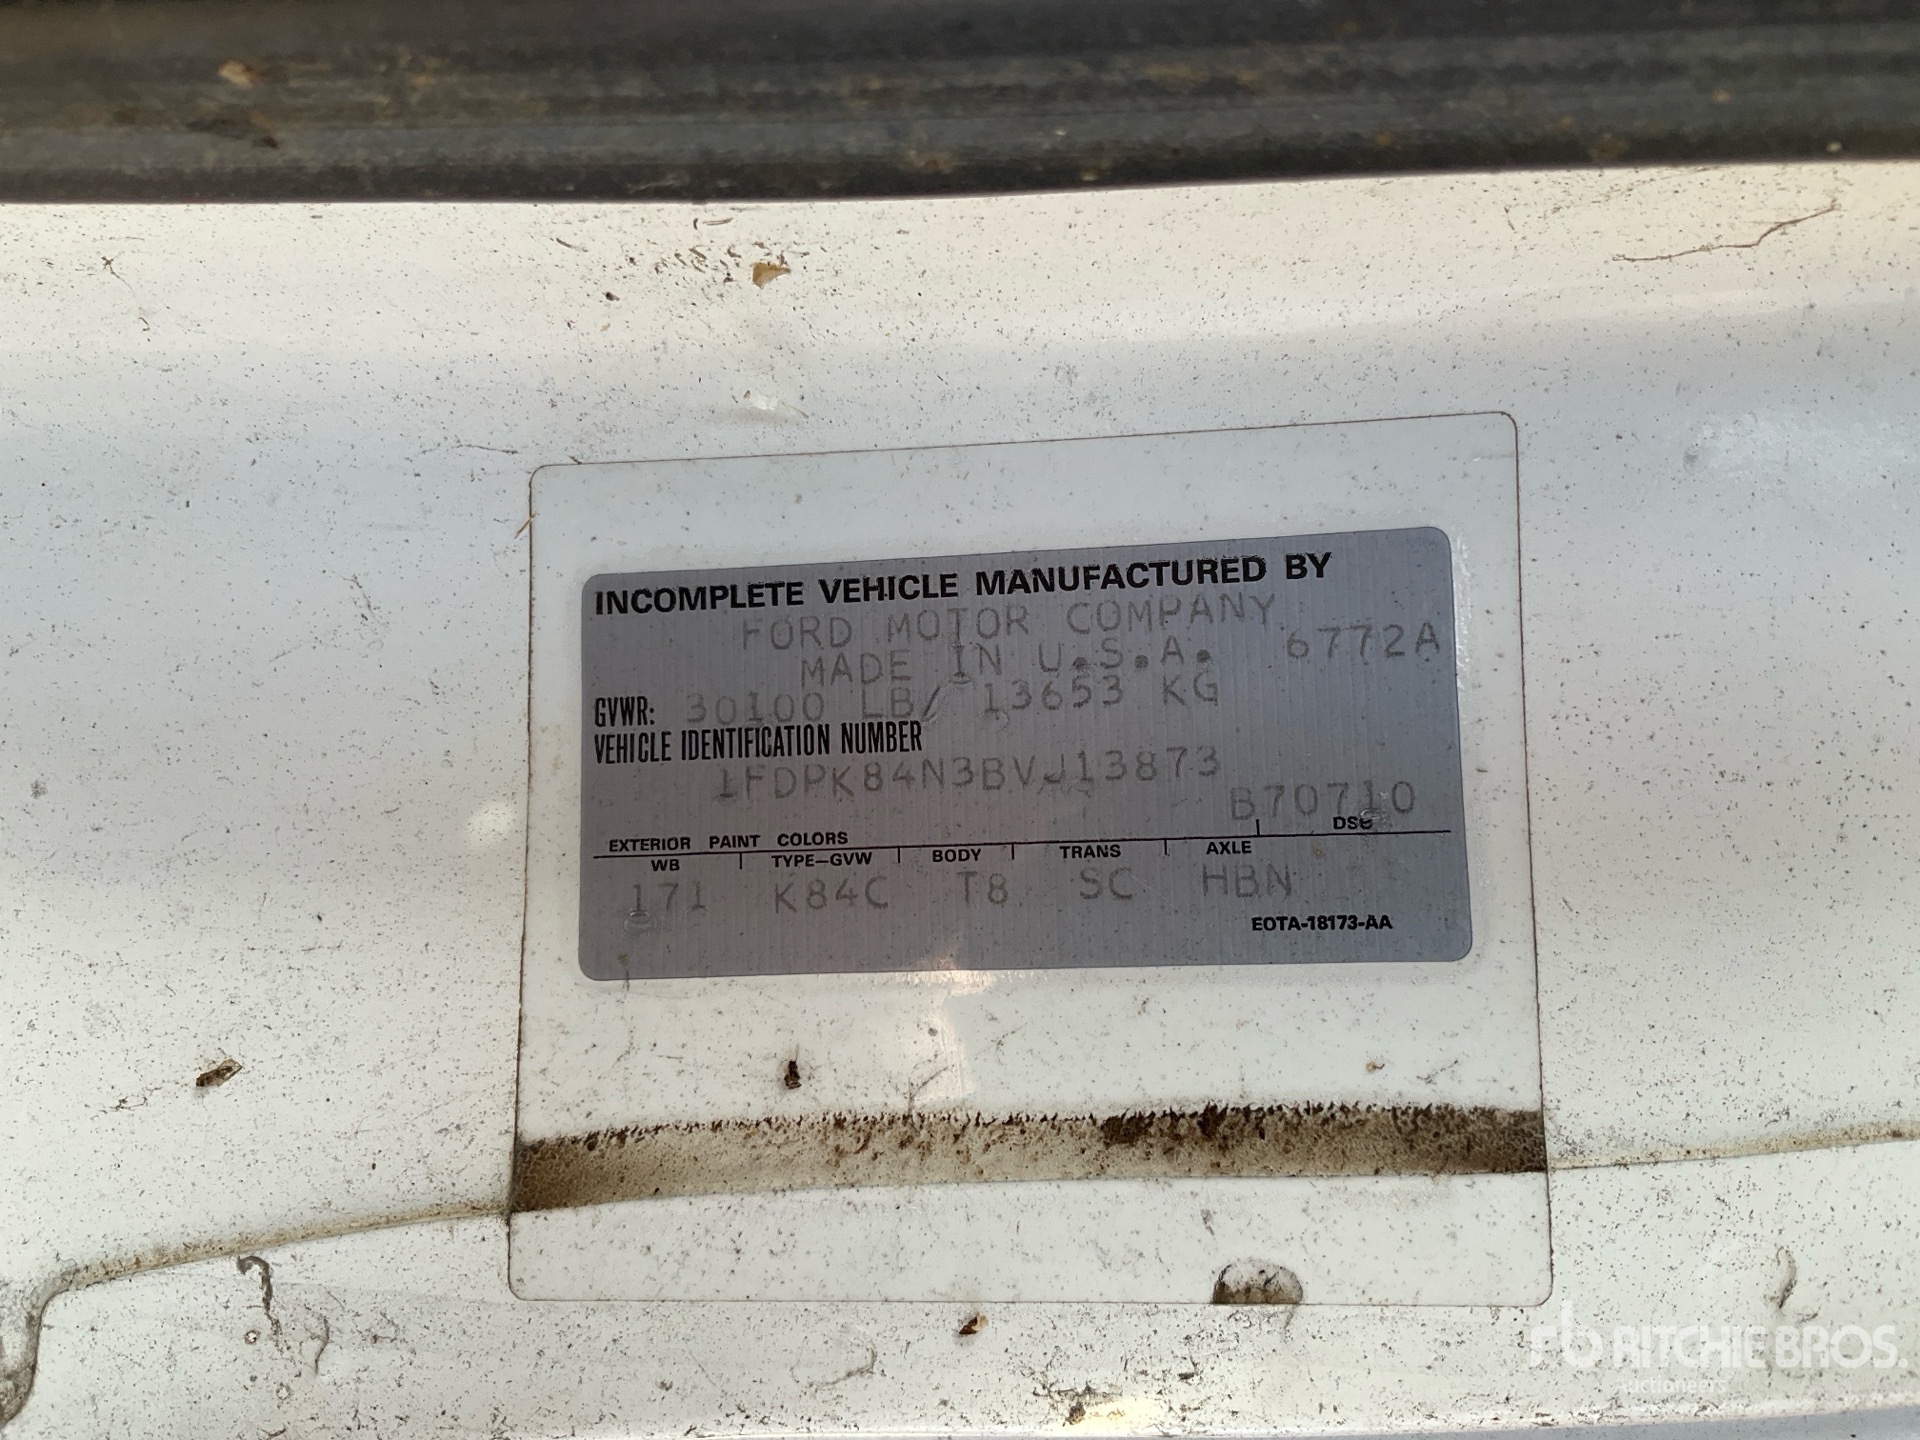 INCOMPLETE VEHICLE MANUFACTURED BY
FORD MOTOR COMPANY
MADE IN U.S.A. 6772A
GVWR: 30100 LB/ 13653 KG
VEHICLE IDENTIFICATION NUMBER
1FDPK84N3BVJ13873
B70710
EXTERIOR PAINT COLORS DSO
WB TYPE-GVW BODY TRANS AXLE
171 K84C T8 SC HBN
EOTA-18173-AA
rb RITCHIE BROS.
Auctioneers